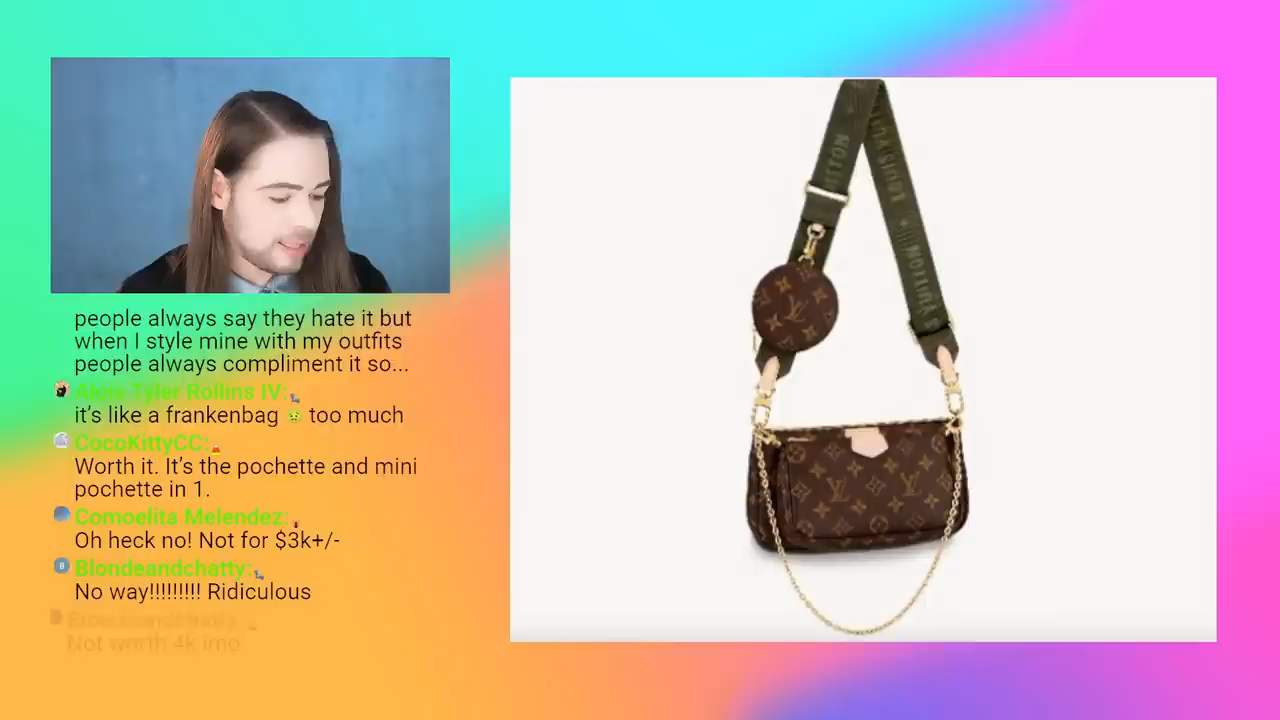 people always say they hate it but
when I style mine with my outfits
people always compliment it so...
Alois Tyler Rollins IV:
it’s like a frankenbag 🤢 too much
CocoKittyCC:
Worth it. It’s the pochette and mini
pochette in 1.
Comoelita Melendez:
Oh heck no! Not for $3k+/-
Blondeandchatty:
No way!!!!!!!!! Ridiculous
Not worth 4k imo
LOUIS VUITTON